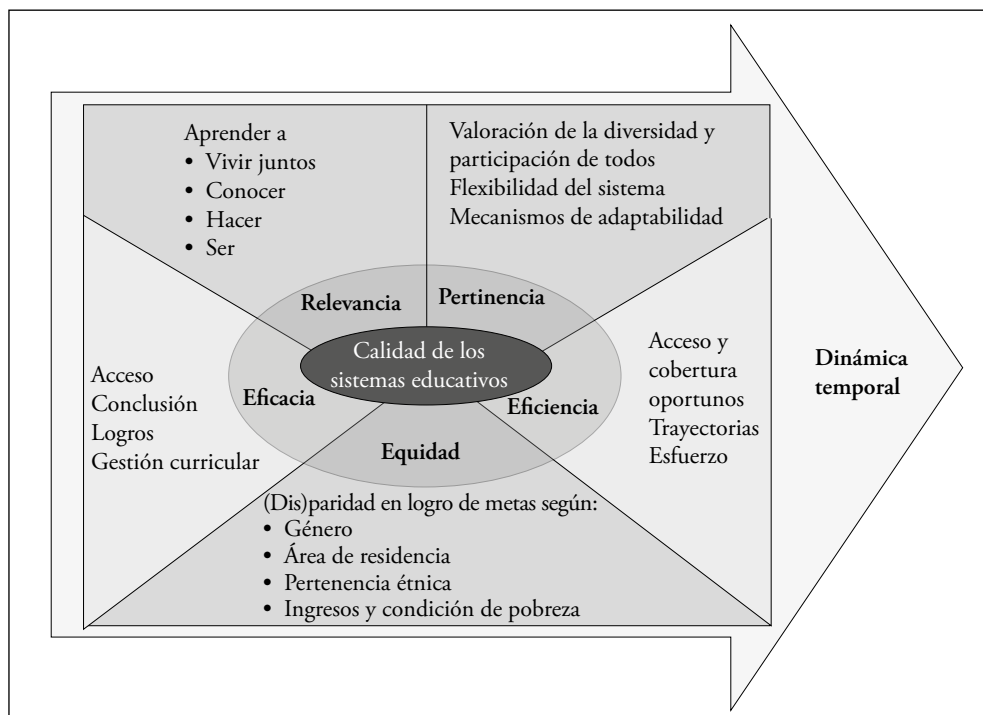 Aprender a
• Vivir juntos
• Conocer
• Hacer
• Ser
Valoración de la diversidad y
participación de todos
Flexibilidad del sistema
Mecanismos de adaptabilidad
Relevancia
Pertinencia
Calidad de los
sistemas educativos
Eficacia
Eficiencia
Equidad
Acceso
Conclusión
Logros
Gestión curricular
Acceso y
cobertura
oportunos
Trayectorias
Esfuerzo
Dinámica
temporal
(Dis)paridad en logro de metas según:
• Género
• Área de residencia
• Pertenencia étnica
• Ingresos y condición de pobreza